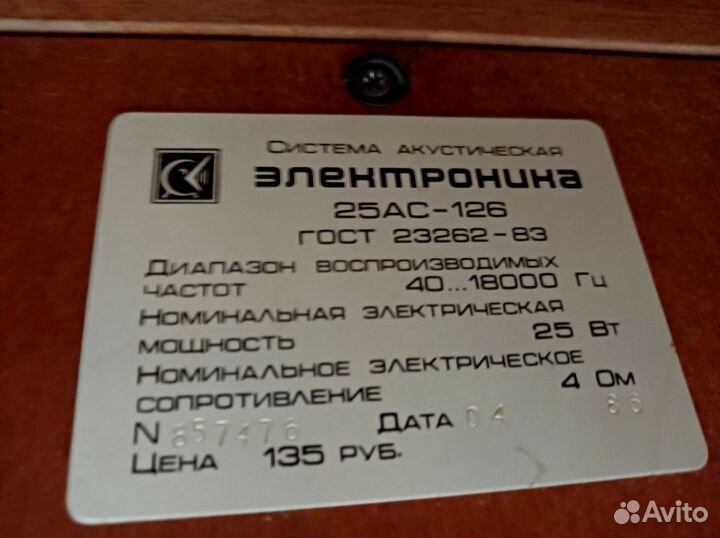 Система акустическая
электроника
25АС-126
ГОСТ 23262-83
Диапазон воспроизводимых
частот 40...18000 Гц
Номинальная электрическая
мощность 25 Вт
Номинальное электрическое
сопротивление 4 Ом
N 857476 Дата 04 86
Цена 135 руб.
Avito